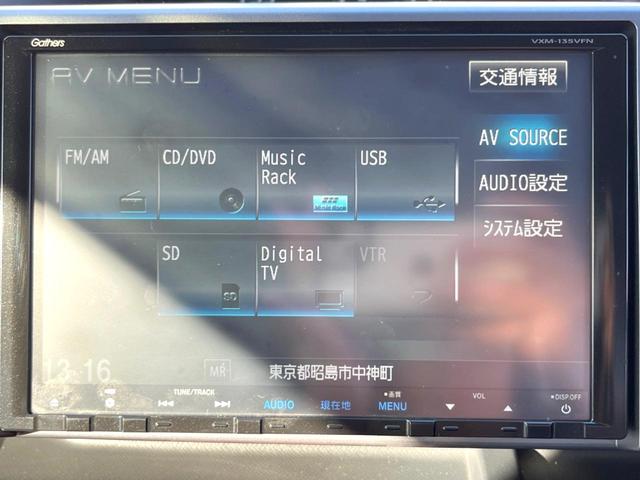 Gathers VXM-135VFN
AV MENU 交通情報
AV SOURCE
FM/AM CD/DVD Music Rack USB
AUDIO設定
システム設定
SD Digital TV VTR
SD
13:16 MR 東京都昭島市中神町
TUNE/TRACK AUDIO 現在地 ●画質 MENU VOL ●DISP.OFF